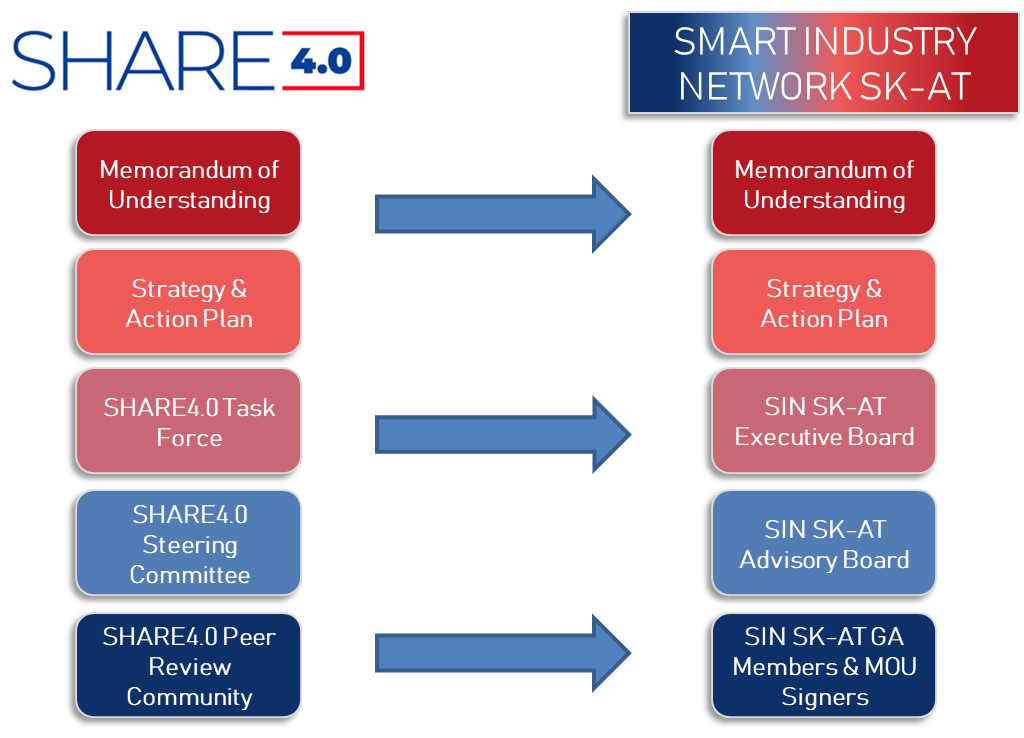 SHARE 4.0
SMART INDUSTRY
NETWORK SK-AT
Memorandum of
Understanding
Strategy &
Action Plan
SHARE4.0 Task
Force
SHARE4.0
Steering
Committee
SHARE4.0 Peer
Review
Community
Memorandum of
Understanding
Strategy &
Action Plan
SIN SK-AT
Executive Board
SIN SK-AT
Advisory Board
SIN SK-AT GA
Members & MOU
Signers